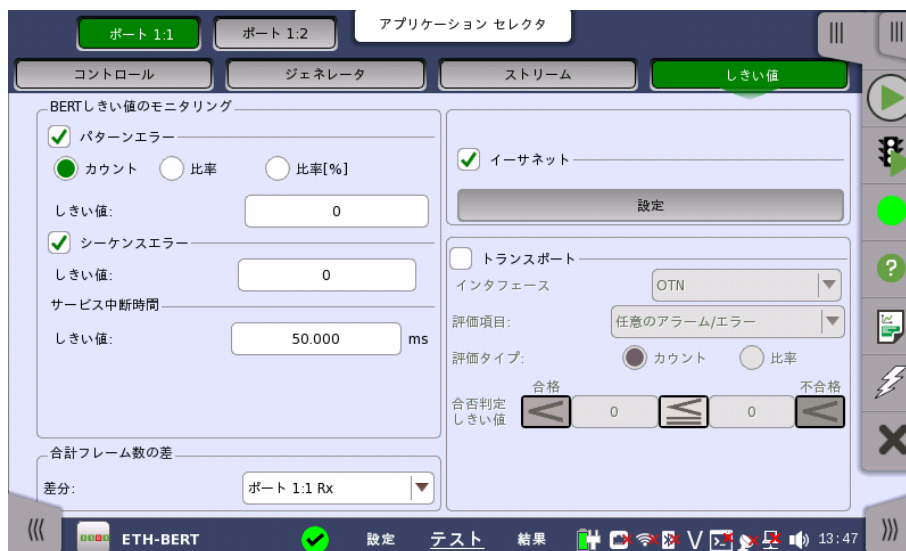 アプリケーション セレクタ
ポート 1:1
ポート 1:2
コントロール
ジェネレータ
ストリーム
しきい値
BERTしきい値のモニタリング
パターンエラー
カウント
比率
比率[%]
しきい値:
0
シーケンスエラー
しきい値:
0
サービス中断時間
しきい値:
50.000
ms
合計フレーム数の差
差分:
ポート 1:1 Rx
イーサネット
設定
トランスポート
インタフェース
OTN
評価項目:
任意のアラーム/エラー
評価タイプ:
カウント
比率
合格
不合格
合否判定
しきい値
0
0
ETH-BERT
設定
テスト
結果
13:47